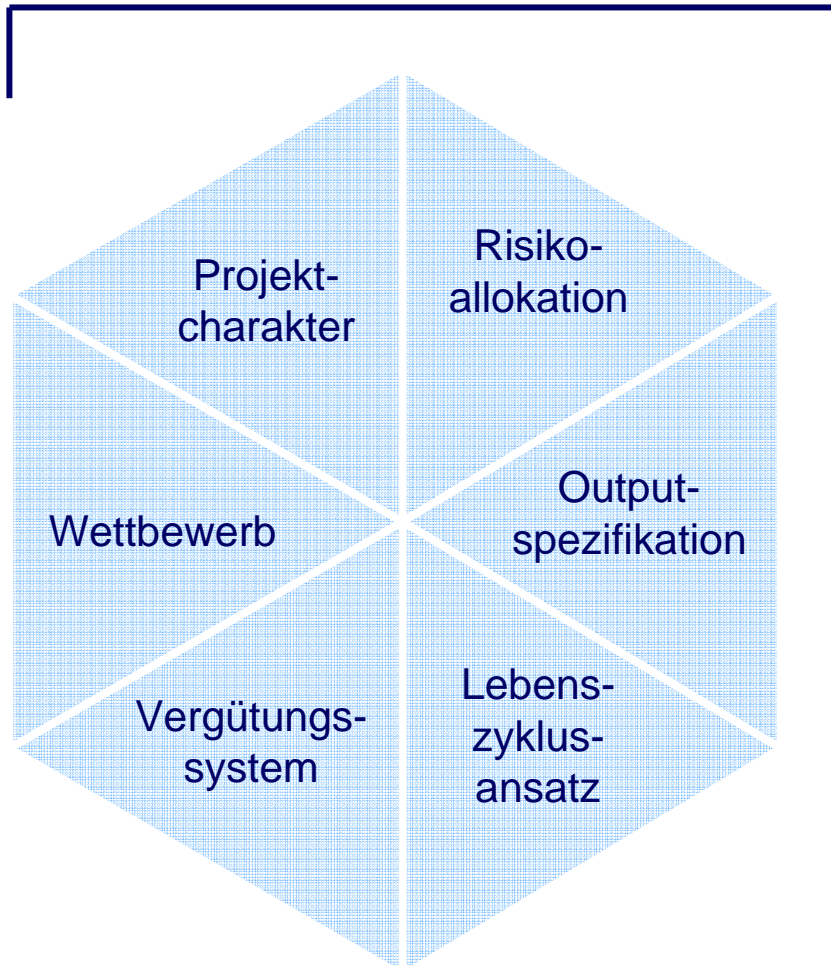 Projekt-
charakter
Risiko-
allokation
Wettbewerb
Output-
spezifikation
Vergütungs-
system
Lebens-
zyklus-
ansatz